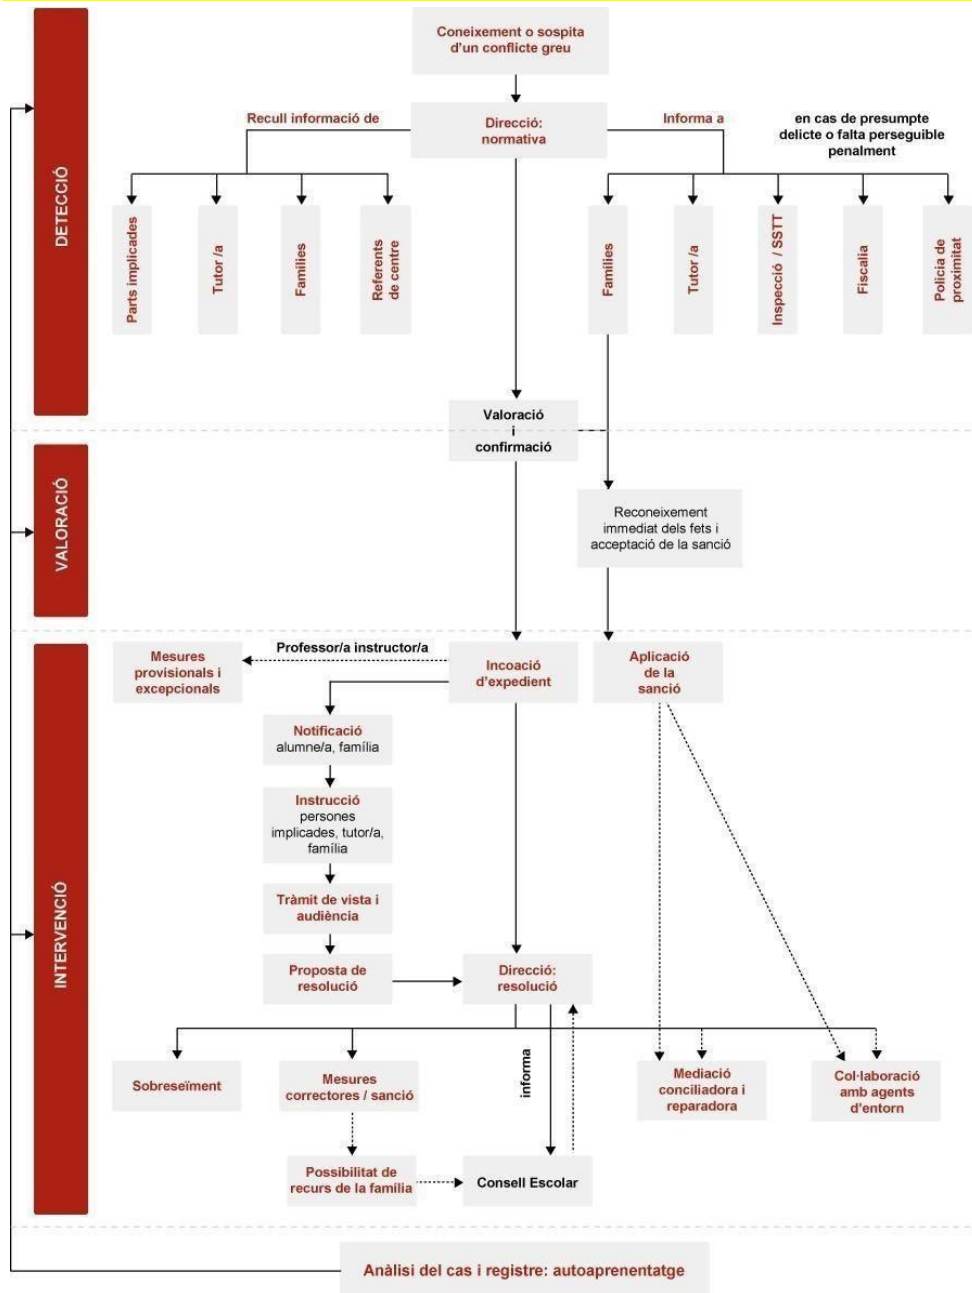 Coneixement o sospita
d'un conflicte greu
Recull informació de
Direcció:
normativa
Informa a
en cas de presumpte
delicte o falta perseguible
penalment
DETECCIÓ
Parts implicades
Tutor /a
Famílies
Referents
de centre
Famílies
Tutor /a
Inspecció / SSTT
Fiscalia
Policia de
proximitat
Valoració
i
confirmació
VALORACIÓ
Reconeixement
immediat dels fets i
acceptació de la sanció
INTERVENCIÓ
Mesures
provisionals i
excepcionals
Professor/a instructor/a
Incoació
d'expedient
Aplicació
de la
sanció
Notificació
alumne/a, família
Instrucció
persones
implicades, tutor/a,
família
Tràmit de vista i
audiència
Proposta de
resolució
Direcció:
resolució
informa
Sobreseïment
Mesures
correctores / sanció
Mediació
conciliadora i
reparadora
Col·laboració
amb agents
d'entorn
Possibilitat de
recurs de la família
Consell Escolar
Anàlisi del cas i registre: autoaprenentatge